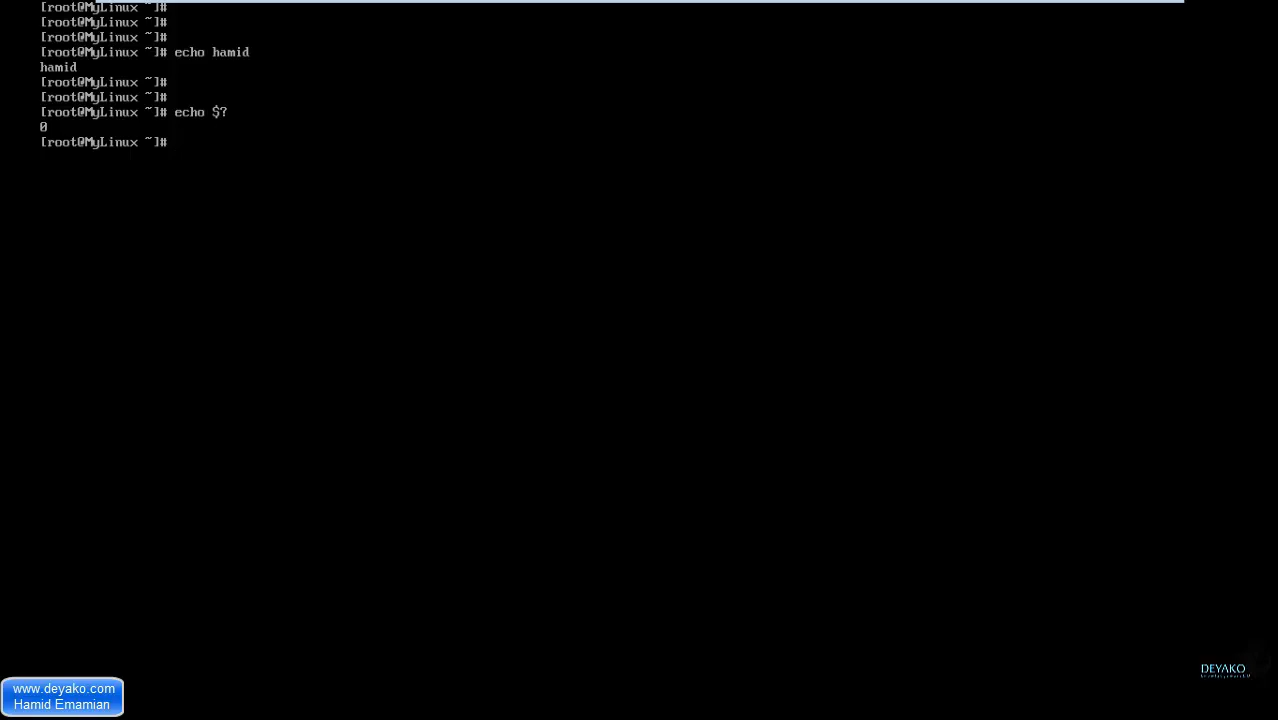 [root@MyLinux ~]#
[root@MyLinux ~]#
[root@MyLinux ~]#
[root@MyLinux ~]# echo hamid
hamid
[root@MyLinux ~]#
[root@MyLinux ~]#
[root@MyLinux ~]# echo $?
0
[root@MyLinux ~]#
DEYAKO
www.deyako.com
Hamid Emamian